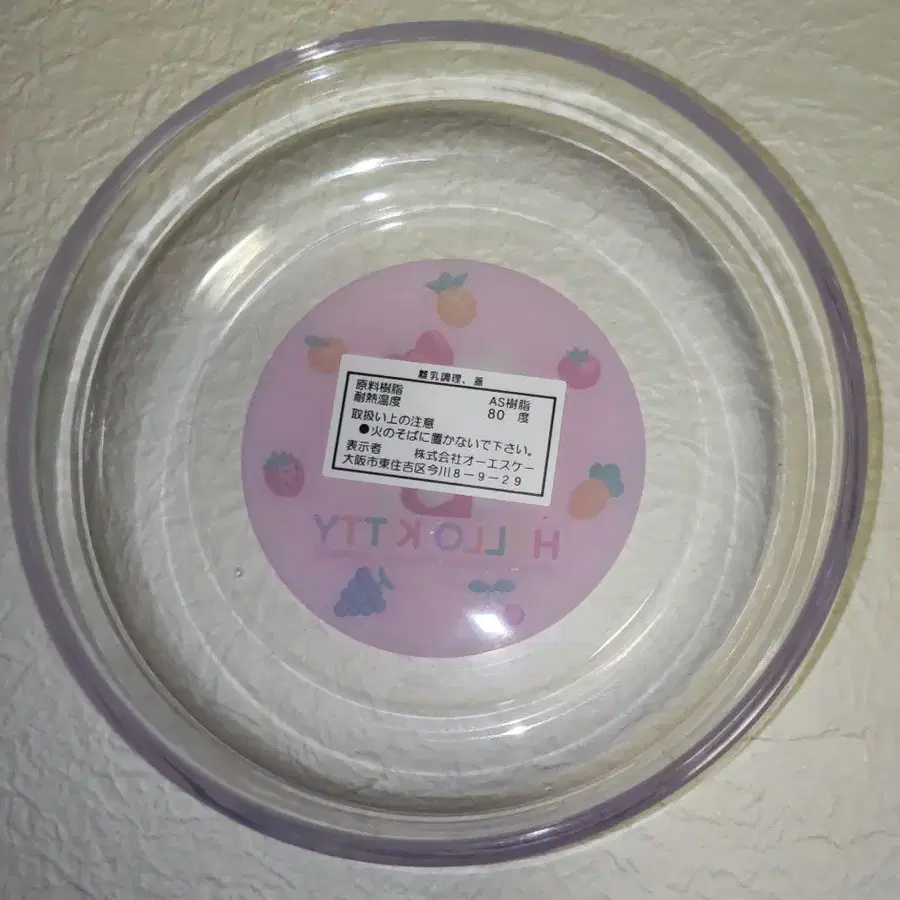 離乳調理、蓋
原料樹脂 AS樹脂
耐熱温度 80 度
取扱い上の注意
●火のそばに置かないで下さい。
表示者 株式会社オーエスケー
大阪市東住吉区今川8-9-29
H LLO K TTY